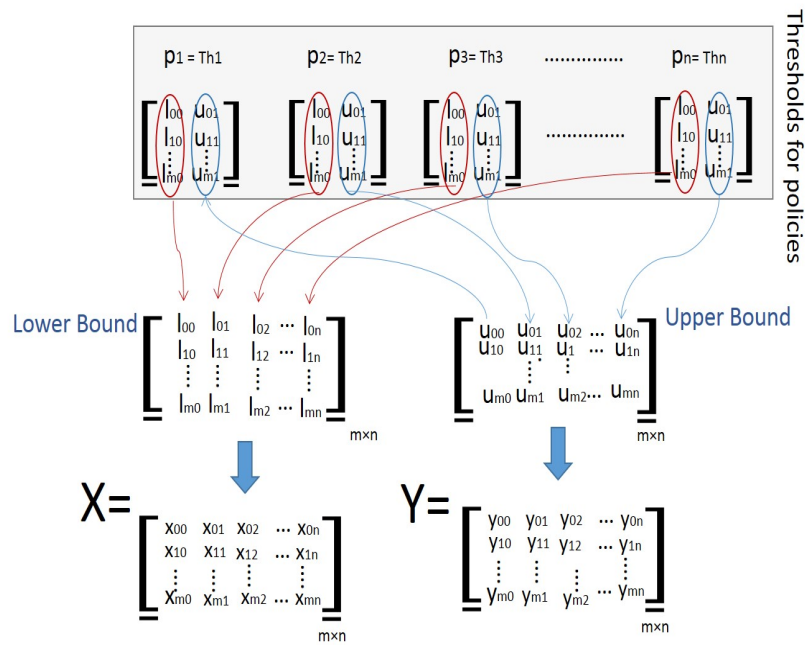 Thresholds for policies
p1 = Th1 p2= Th2 p3= Th3 ............... pn= Thn
l00 u01 l00 u01 l00 u01 l00 u01
l10 u11 l10 u11 l10 u11 ............... l10 u11
lm0 um1 lm0 um1 lm0 um1 lm0 um1
Lower Bound
l00 l01 l02 ... l0n
l10 l11 l12 ... l1n
lm0 lm1 lm2 ... lmn
m×n
Upper Bound
u00 u01 u02 ... u0n
u10 u11 u1 ... u1n
um0 um1 um2... umn
m×n
X=
x00 x01 x02 ... x0n
x10 x11 x12 ... x1n
xm0 xm1 xm2 ... xmn
m×n
Y=
y00 y01 y02 ... y0n
y10 y11 y12 ... y1n
ym0 ym1 ym2 ... ymn
m×n